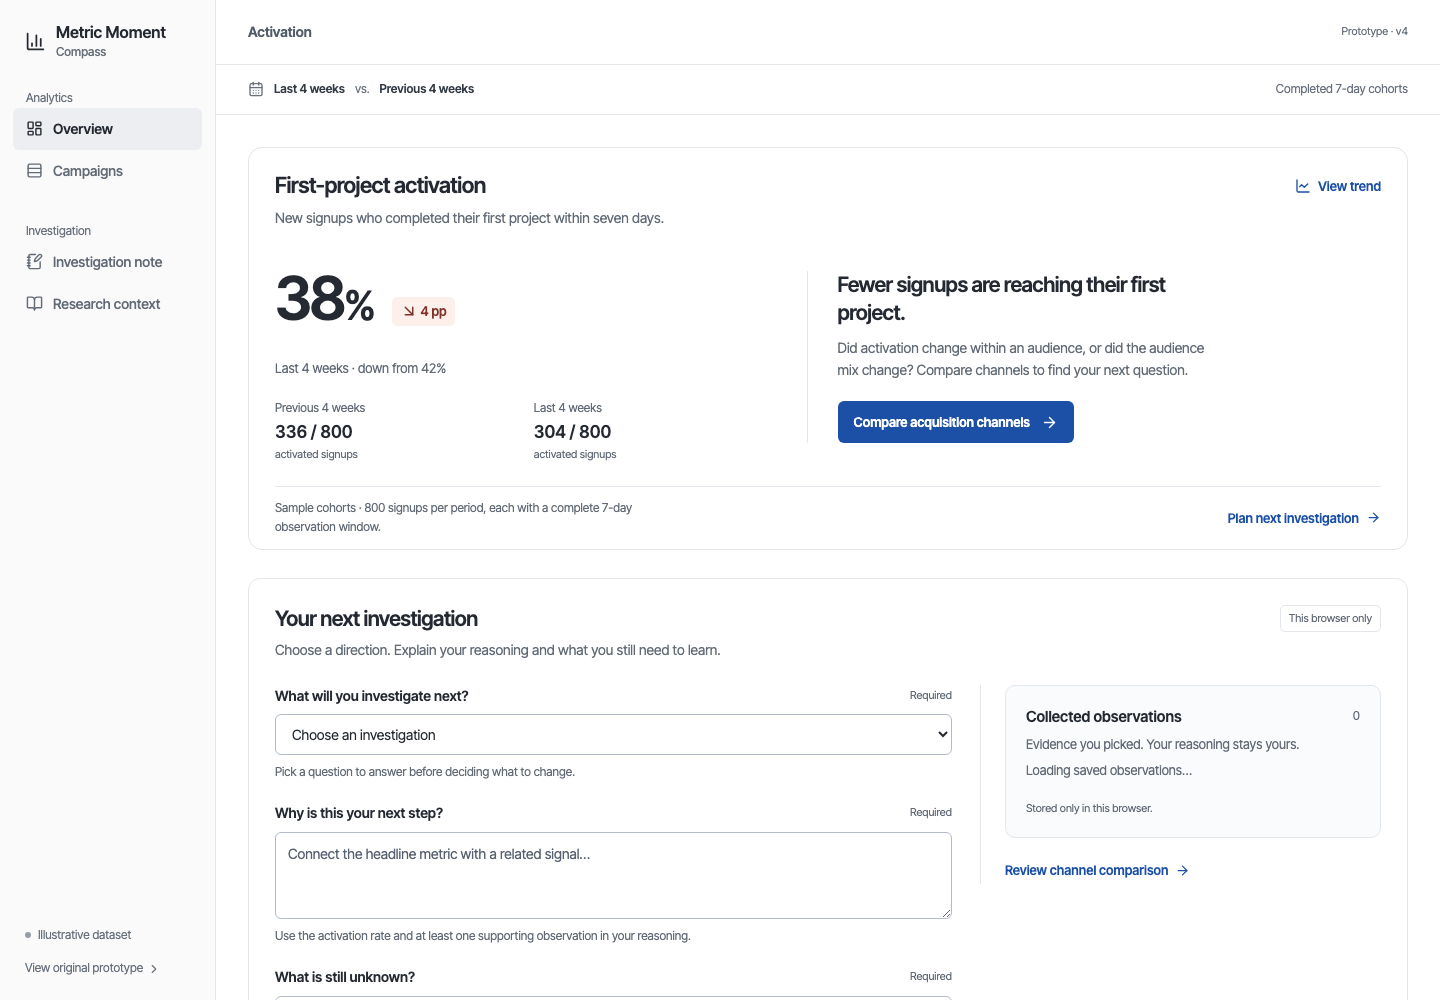 Metric Moment
Compass
Analytics
Overview
Campaigns
Investigation
Investigation note
Research context
Illustrative dataset
View original prototype
Activation
Prototype · v4
Last 4 weeks vs. Previous 4 weeks
Completed 7-day cohorts
First-project activation
View trend
New signups who completed their first project within seven days.
38%
4 pp
Last 4 weeks · down from 42%
Previous 4 weeks
336 / 800
activated signups
Last 4 weeks
304 / 800
activated signups
Fewer signups are reaching their first
project.
Did activation change within an audience, or did the audience
mix change? Compare channels to find your next question.
Compare acquisition channels
Sample cohorts · 800 signups per period, each with a complete 7-day
observation window.
Plan next investigation
Your next investigation
This browser only
Choose a direction. Explain your reasoning and what you still need to learn.
What will you investigate next?
Required
Choose an investigation
Pick a question to answer before deciding what to change.
Why is this your next step?
Required
Connect the headline metric with a related signal...
Use the activation rate and at least one supporting observation in your reasoning.
What is still unknown?
Required
Collected observations
0
Evidence you picked. Your reasoning stays yours.
Loading saved observations...
Stored only in this browser.
Review channel comparison